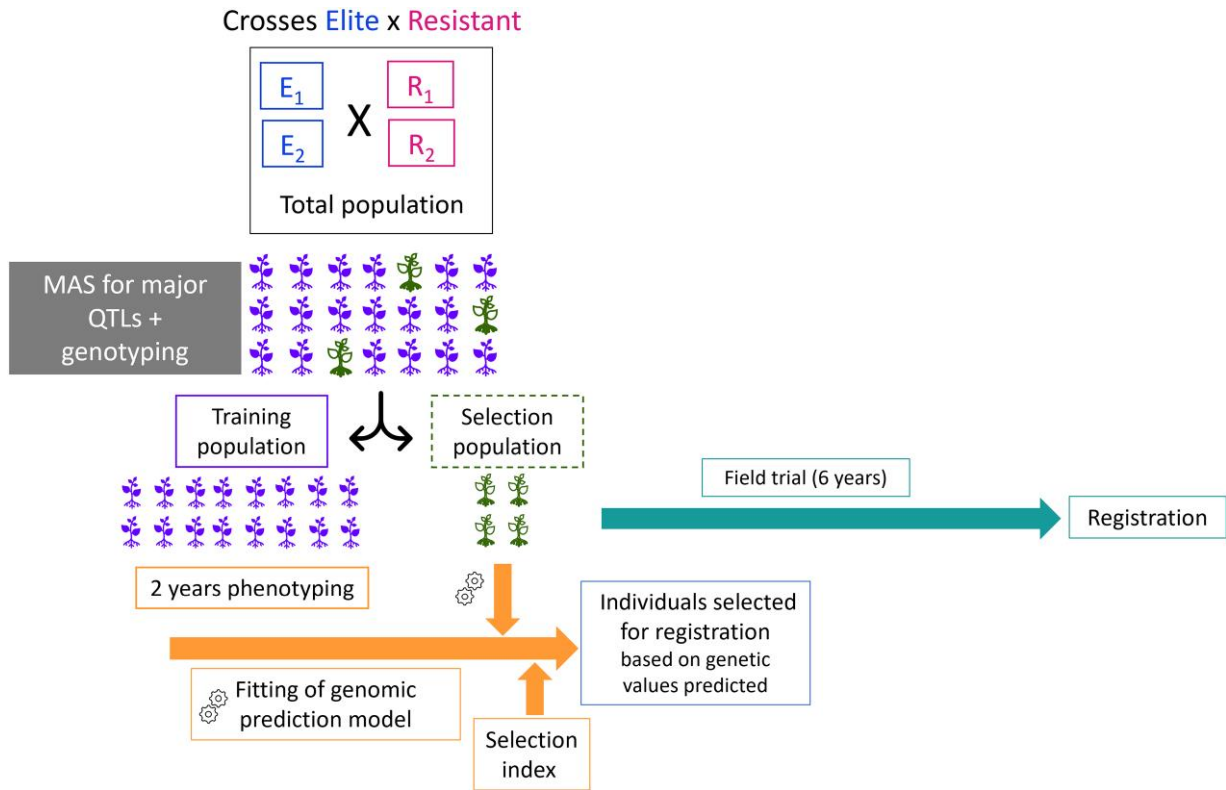 Crosses Elite x Resistant
E₁
R₁
X
E₂
R₂
Total population
MAS for major
QTLs +
genotyping
Training
population
Selection
population
Field trial (6 years)
Registration
2 years phenotyping
Individuals selected
for registration
based on genetic
values predicted
Fitting of genomic
prediction model
Selection
index